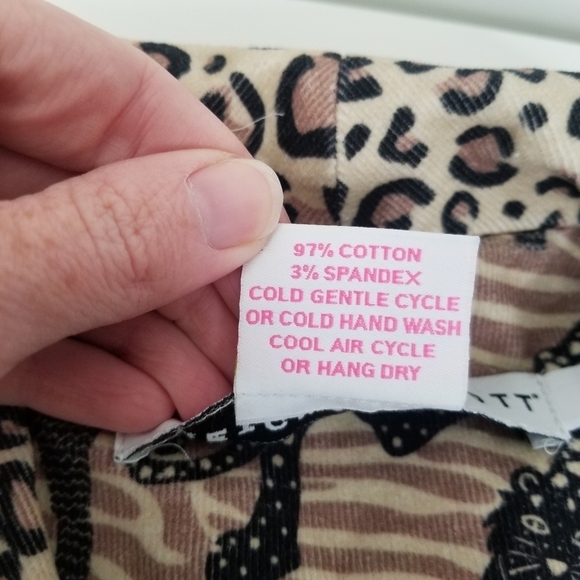 97% COTTON
3% SPANDEX
COLD GENTLE CYCLE
OR COLD HAND WASH
COOL AIR CYCLE
OR HANG DRY